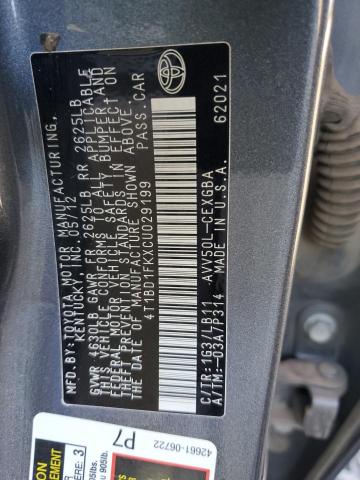 MFD.BY:TOYOTA MOTOR MANUFACTURING,
KENTUCKY, INC. 05/12
GVWR 4630LB GAWR FR 2625LB RR 2625LB
THIS VEHICLE CONFORMS TO ALL APPLICABLE
FEDERAL MOTOR VEHICLE SAFETY, BUMPER, AND
THEFT PREVENTION STANDARDS IN EFFECT ON
THE DATE OF MANUFACTURE SHOWN ABOVE.
4T1BD1FKXCU029199 PASS.CAR
C/TR: 1G3/LB11 -AVV50L-CEXGBA 62021
A/TM:-03A/P314 MADE IN U.S.A.
42661-06722
P7
3
905lb